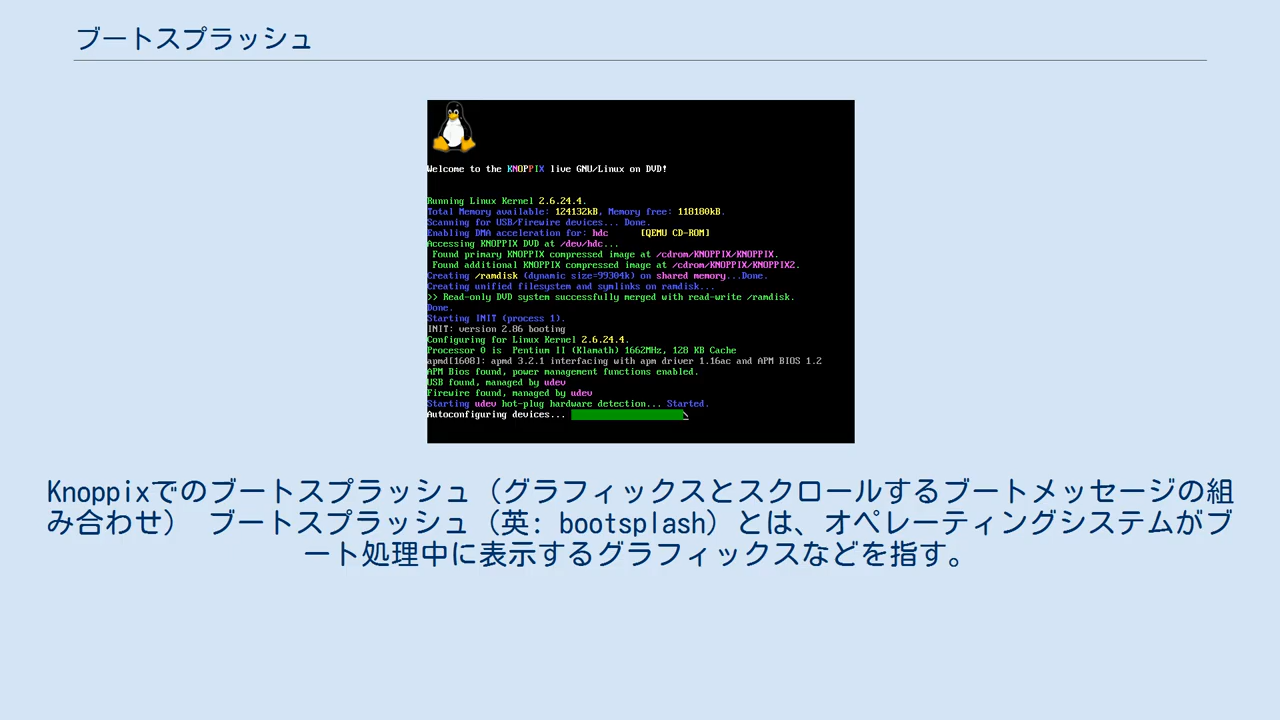 ブートスプラッシュ
Welcome to the KNOPPIX live GNU/Linux on DVD!
Running Linux Kernel 2.6.24.4.
Total Memory available: 124132kB, Memory free: 118180kB.
Scanning for USB/Firewire devices... Done.
Enabling DMA acceleration for: hdc [QEMU CD-ROM]
Accessing KNOPPIX DVD at /dev/hdc...
Found primary KNOPPIX compressed image at /cdrom/KNOPPIX/KNOPPIX.
Found additional KNOPPIX compressed image at /cdrom/KNOPPIX/KNOPPIX2.
Creating /ramdisk (dynamic size=99304k) on shared memory...Done.
Creating unified filesystem and symlinks on ramdisk...
>> Read-only DVD system successfully merged with read-write /ramdisk.
Done.
Starting INIT (process 1).
INIT: version 2.86 booting
Configuring for Linux Kernel 2.6.24.4.
Processor 0 is Pentium II (Klamath) 1662MHz, 128 KB Cache
apmd[1608]: apmd 3.2.1 interfacing with apm driver 1.16ac and APM BIOS 1.2
APM Bios found, power management functions enabled.
USB found, managed by udev
Firewire found, managed by udev
Starting udev hot-plug hardware detection... Started.
Autoconfiguring devices...
Knoppixでのブートスプラッシュ（グラフィックスとスクロールするブートメッセージの組
み合わせ） ブートスプラッシュ（英: bootsplash）とは、オペレーティングシステムがブ
ート処理中に表示するグラフィックスなどを指す。